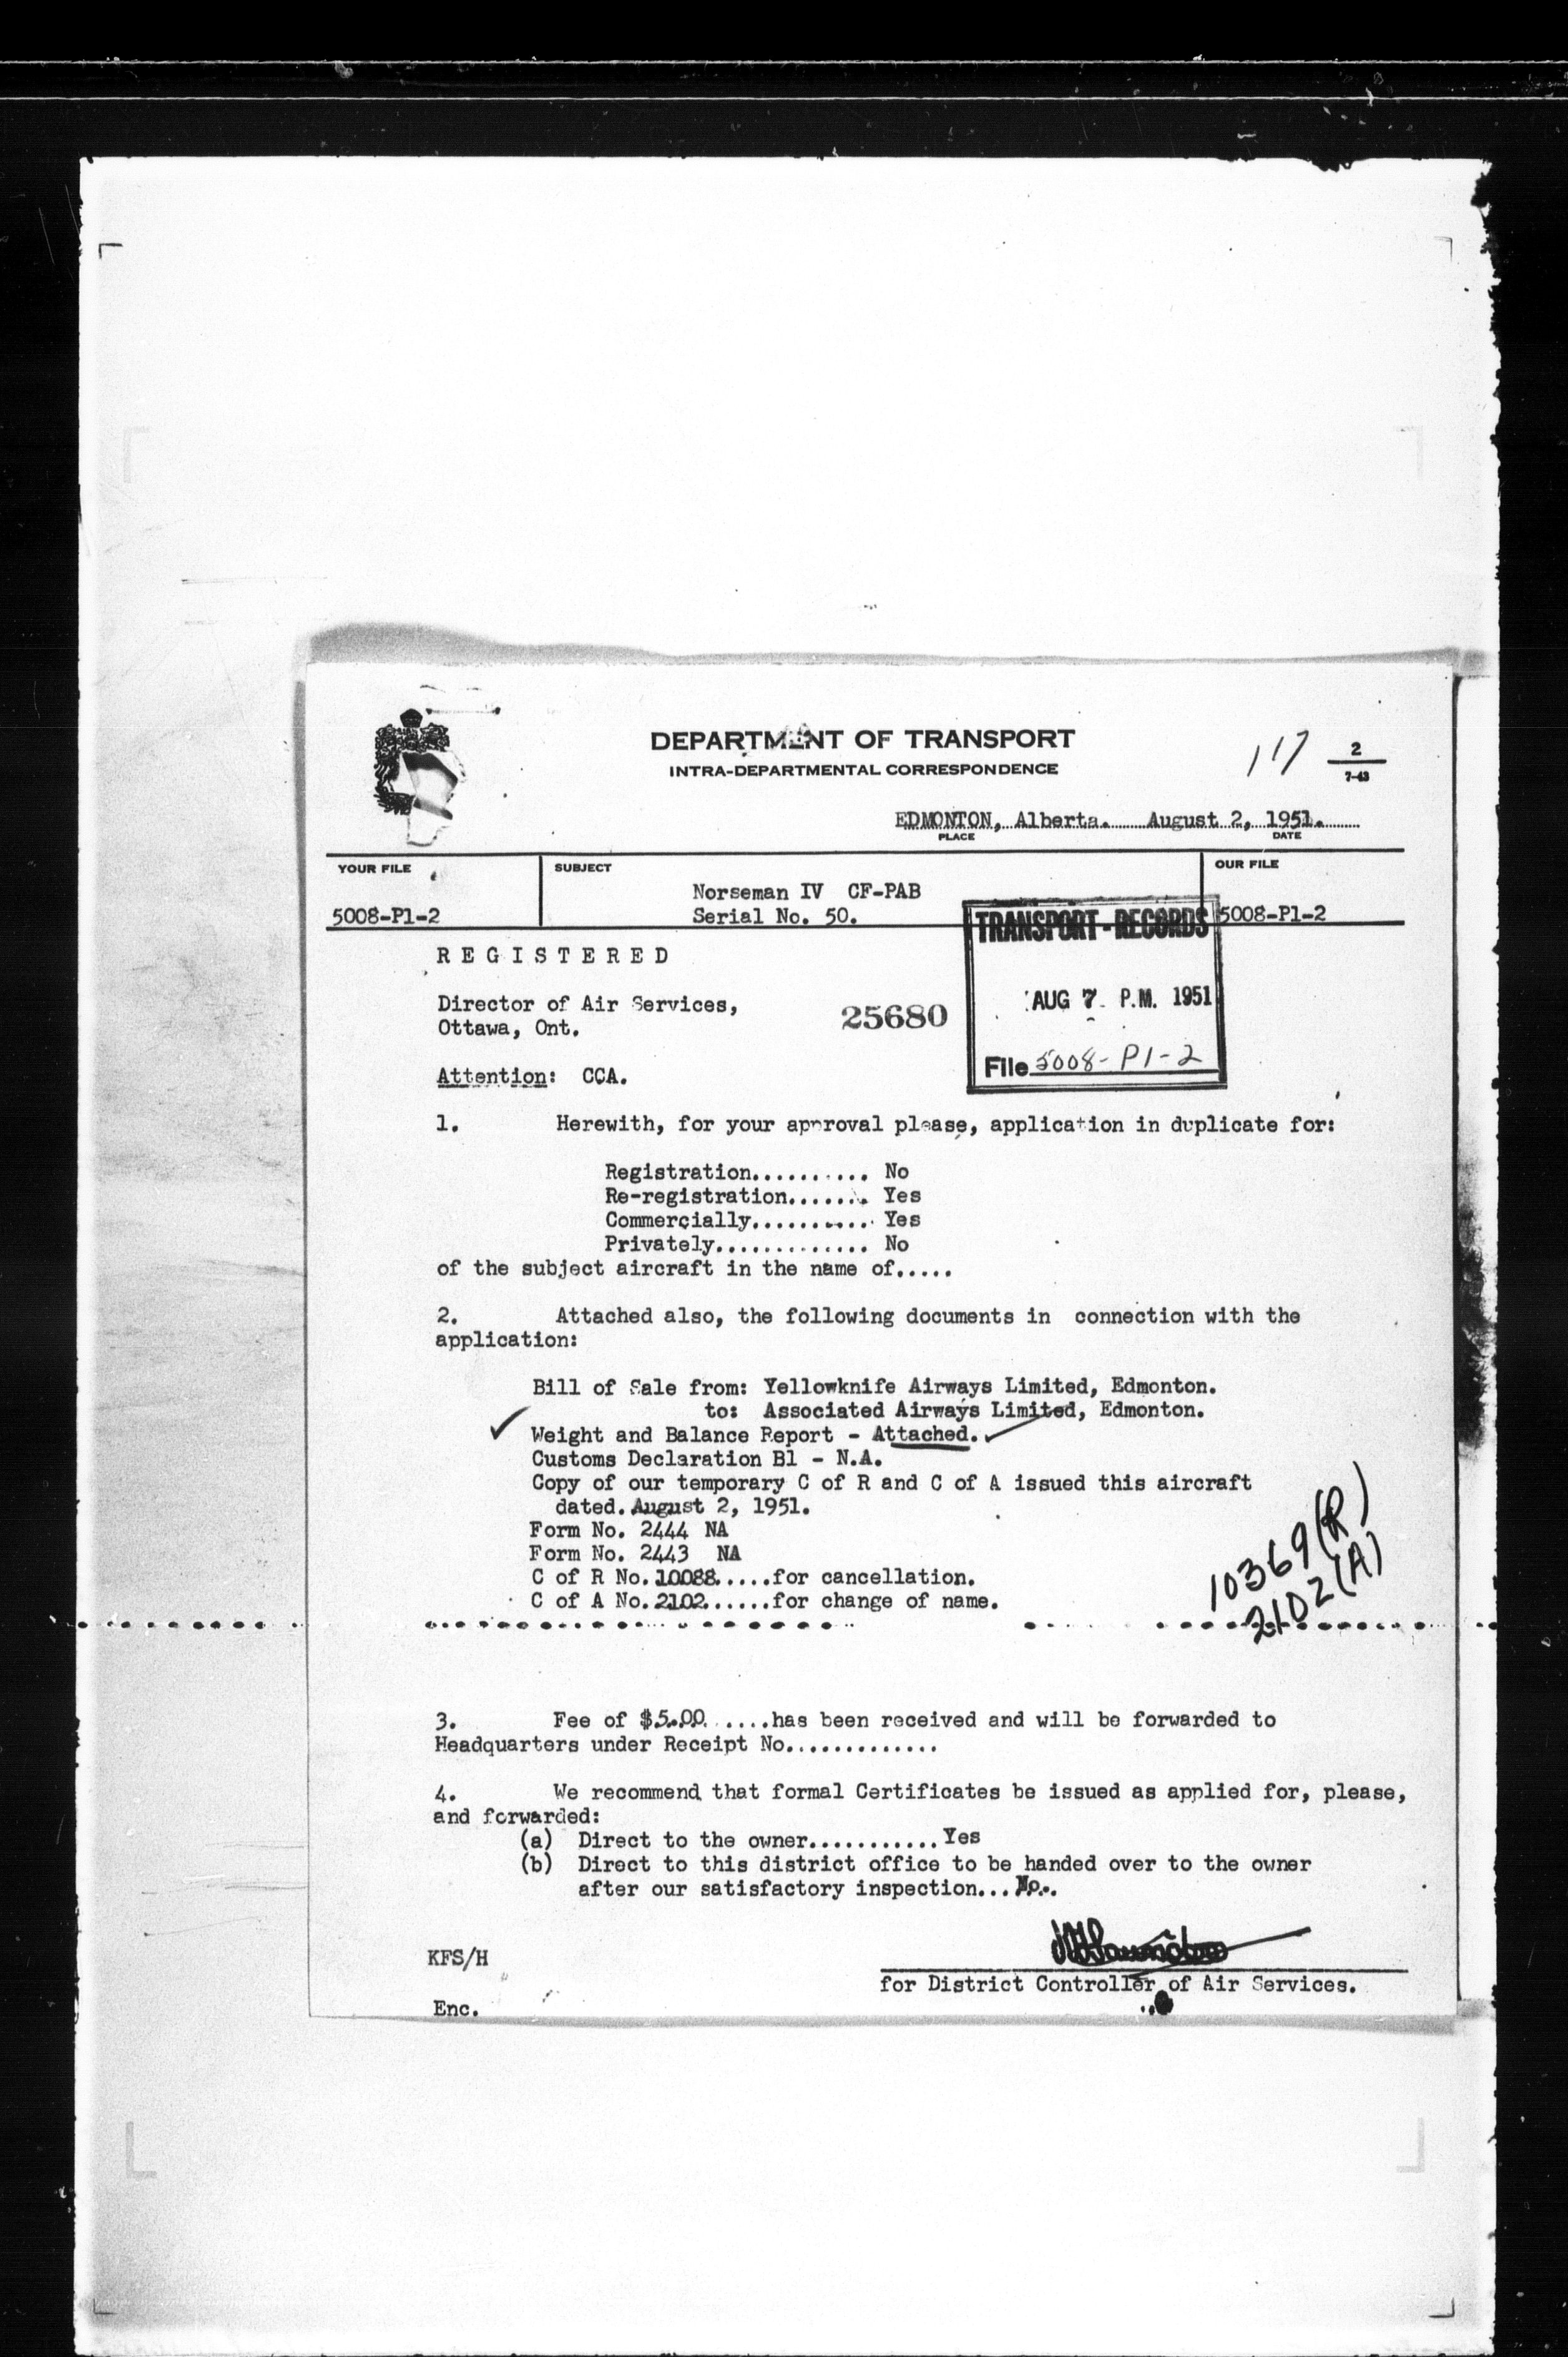 DEPARTMENT OF TRANSPORT
INTRA-DEPARTMENTAL CORRESPONDENCE
117
2
7-43
EDMONTON, Alberta. August 2, 1951.
PLACE DATE
YOUR FILE SUBJECT OUR FILE
Norseman IV CF-PAB
5008-P1-2 Serial No. 50. 5008-P1-2
TRANSPORT - RECORDS
AUG 7 P.M. 1951
File 5008-P1-2
REGISTERED
Director of Air Services,
Ottawa, Ont.
25680
Attention: CCA.
1. Herewith, for your approval please, application in duplicate for:
Registration.......... No
Re-registration....... Yes
Commercially.......... Yes
Privately............. No
of the subject aircraft in the name of.....
2. Attached also, the following documents in connection with the
application:
Bill of Sale from: Yellowknife Airways Limited, Edmonton.
to: Associated Airways Limited, Edmonton.
Weight and Balance Report - Attached.
Customs Declaration Bl - N.A.
Copy of our temporary C of R and C of A issued this aircraft
dated. August 2, 1951.
Form No. 2444 NA
Form No. 2443 NA
C of R No. 10088.....for cancellation.
C of A No. 2102......for change of name.
10369(R)
2102(A)
3. Fee of $5.00 .....has been received and will be forwarded to
Headquarters under Receipt No.............
4. We recommend that formal Certificates be issued as applied for, please,
and forwarded:
(a) Direct to the owner...........Yes
(b) Direct to this district office to be handed over to the owner
after our satisfactory inspection...No..
KFS/H
for District Controller of Air Services.
Enc.